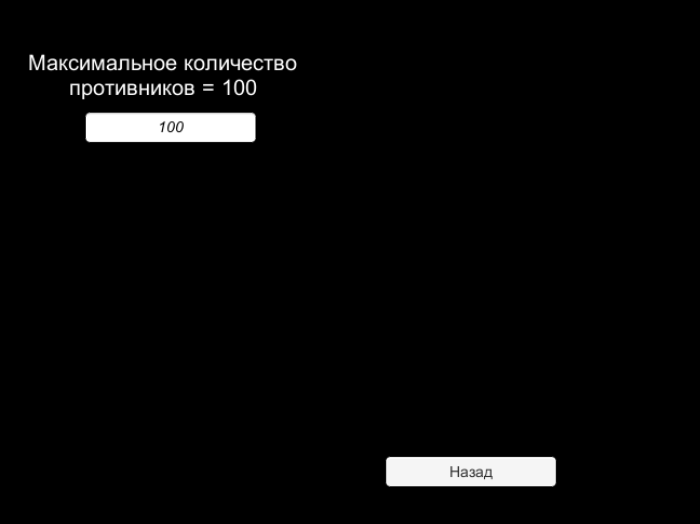 Максимальное количество
противников = 100
100
Назад